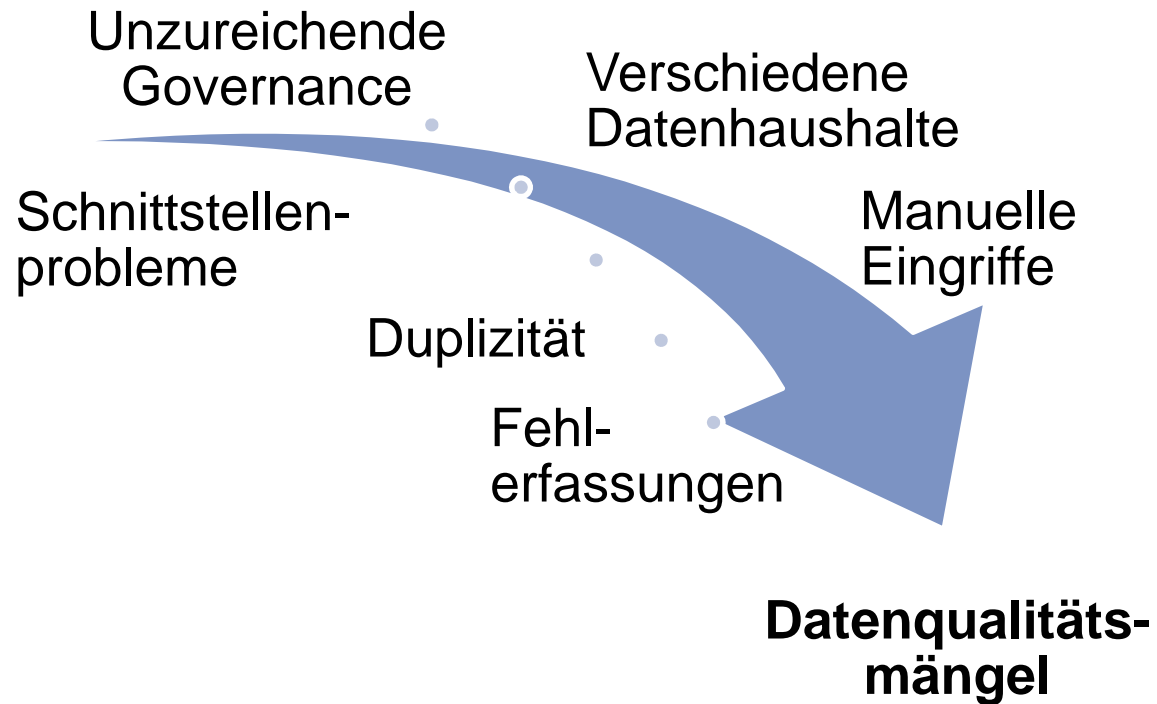 Unzureichende
Governance
Verschiedene
Datenhaushalte
Schnittstellen-
probleme
Manuelle
Eingriffe
Duplizität
Fehl-
erfassungen
Datenqualitäts-
mängel